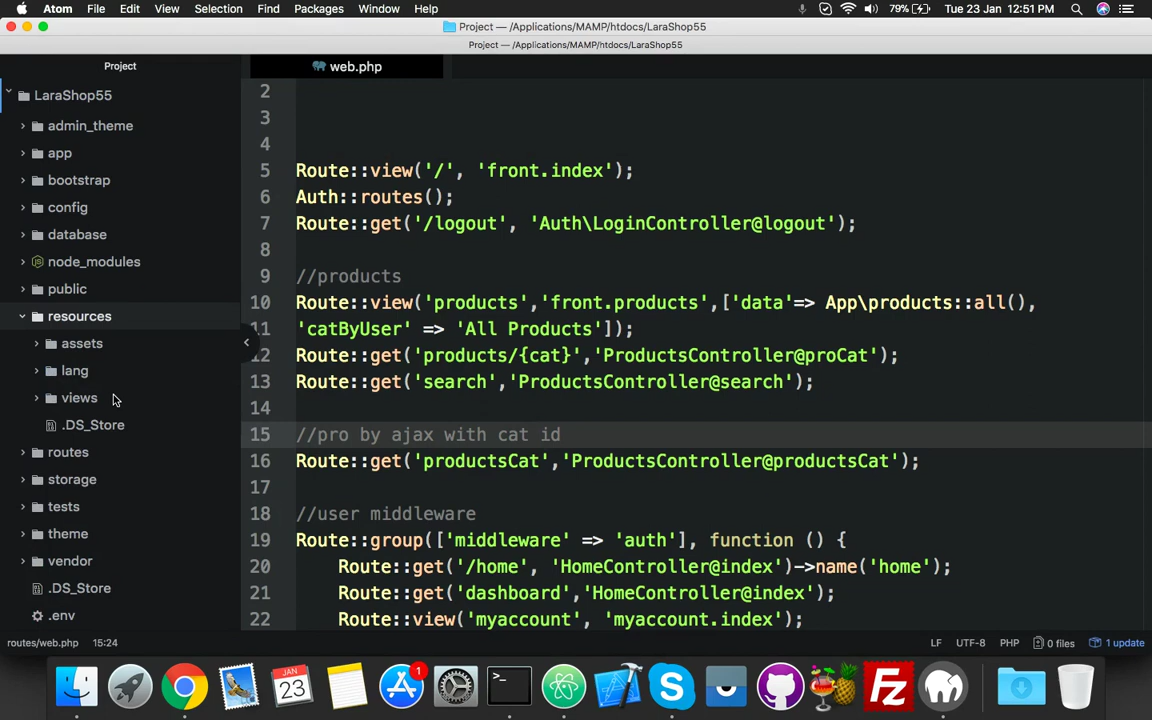 Atom File Edit View Selection Find Packages Window Help 79% Tue 23 Jan 12:51 PM
Project — /Applications/MAMP/htdocs/LaraShop55
Project — /Applications/MAMP/htdocs/LaraShop55
Project
web.php
LaraShop55
admin_theme
app
bootstrap
config
database
node_modules
public
resources
assets
lang
views
.DS_Store
routes
storage
tests
theme
vendor
.DS_Store
.env
2
3
4
5 Route::view('/', 'front.index');
6 Auth::routes();
7 Route::get('/logout', 'Auth\LoginController@logout');
8
9 //products
10 Route::view('products','front.products',['data'=> App\products::all(),
11 'catByUser' => 'All Products']);
12 Route::get('products/{cat}','ProductsController@proCat');
13 Route::get('search','ProductsController@search');
14
15 //pro by ajax with cat id
16 Route::get('productsCat','ProductsController@productsCat');
17
18 //user middleware
19 Route::group(['middleware' => 'auth'], function () {
20 Route::get('/home', 'HomeController@index')->name('home');
21 Route::get('dashboard','HomeController@index');
22 Route::view('myaccount', 'myaccount.index');
routes/web.php 15:24 LF UTF-8 PHP 0 files 1 update
JAN
23
1
>_
S
Fz